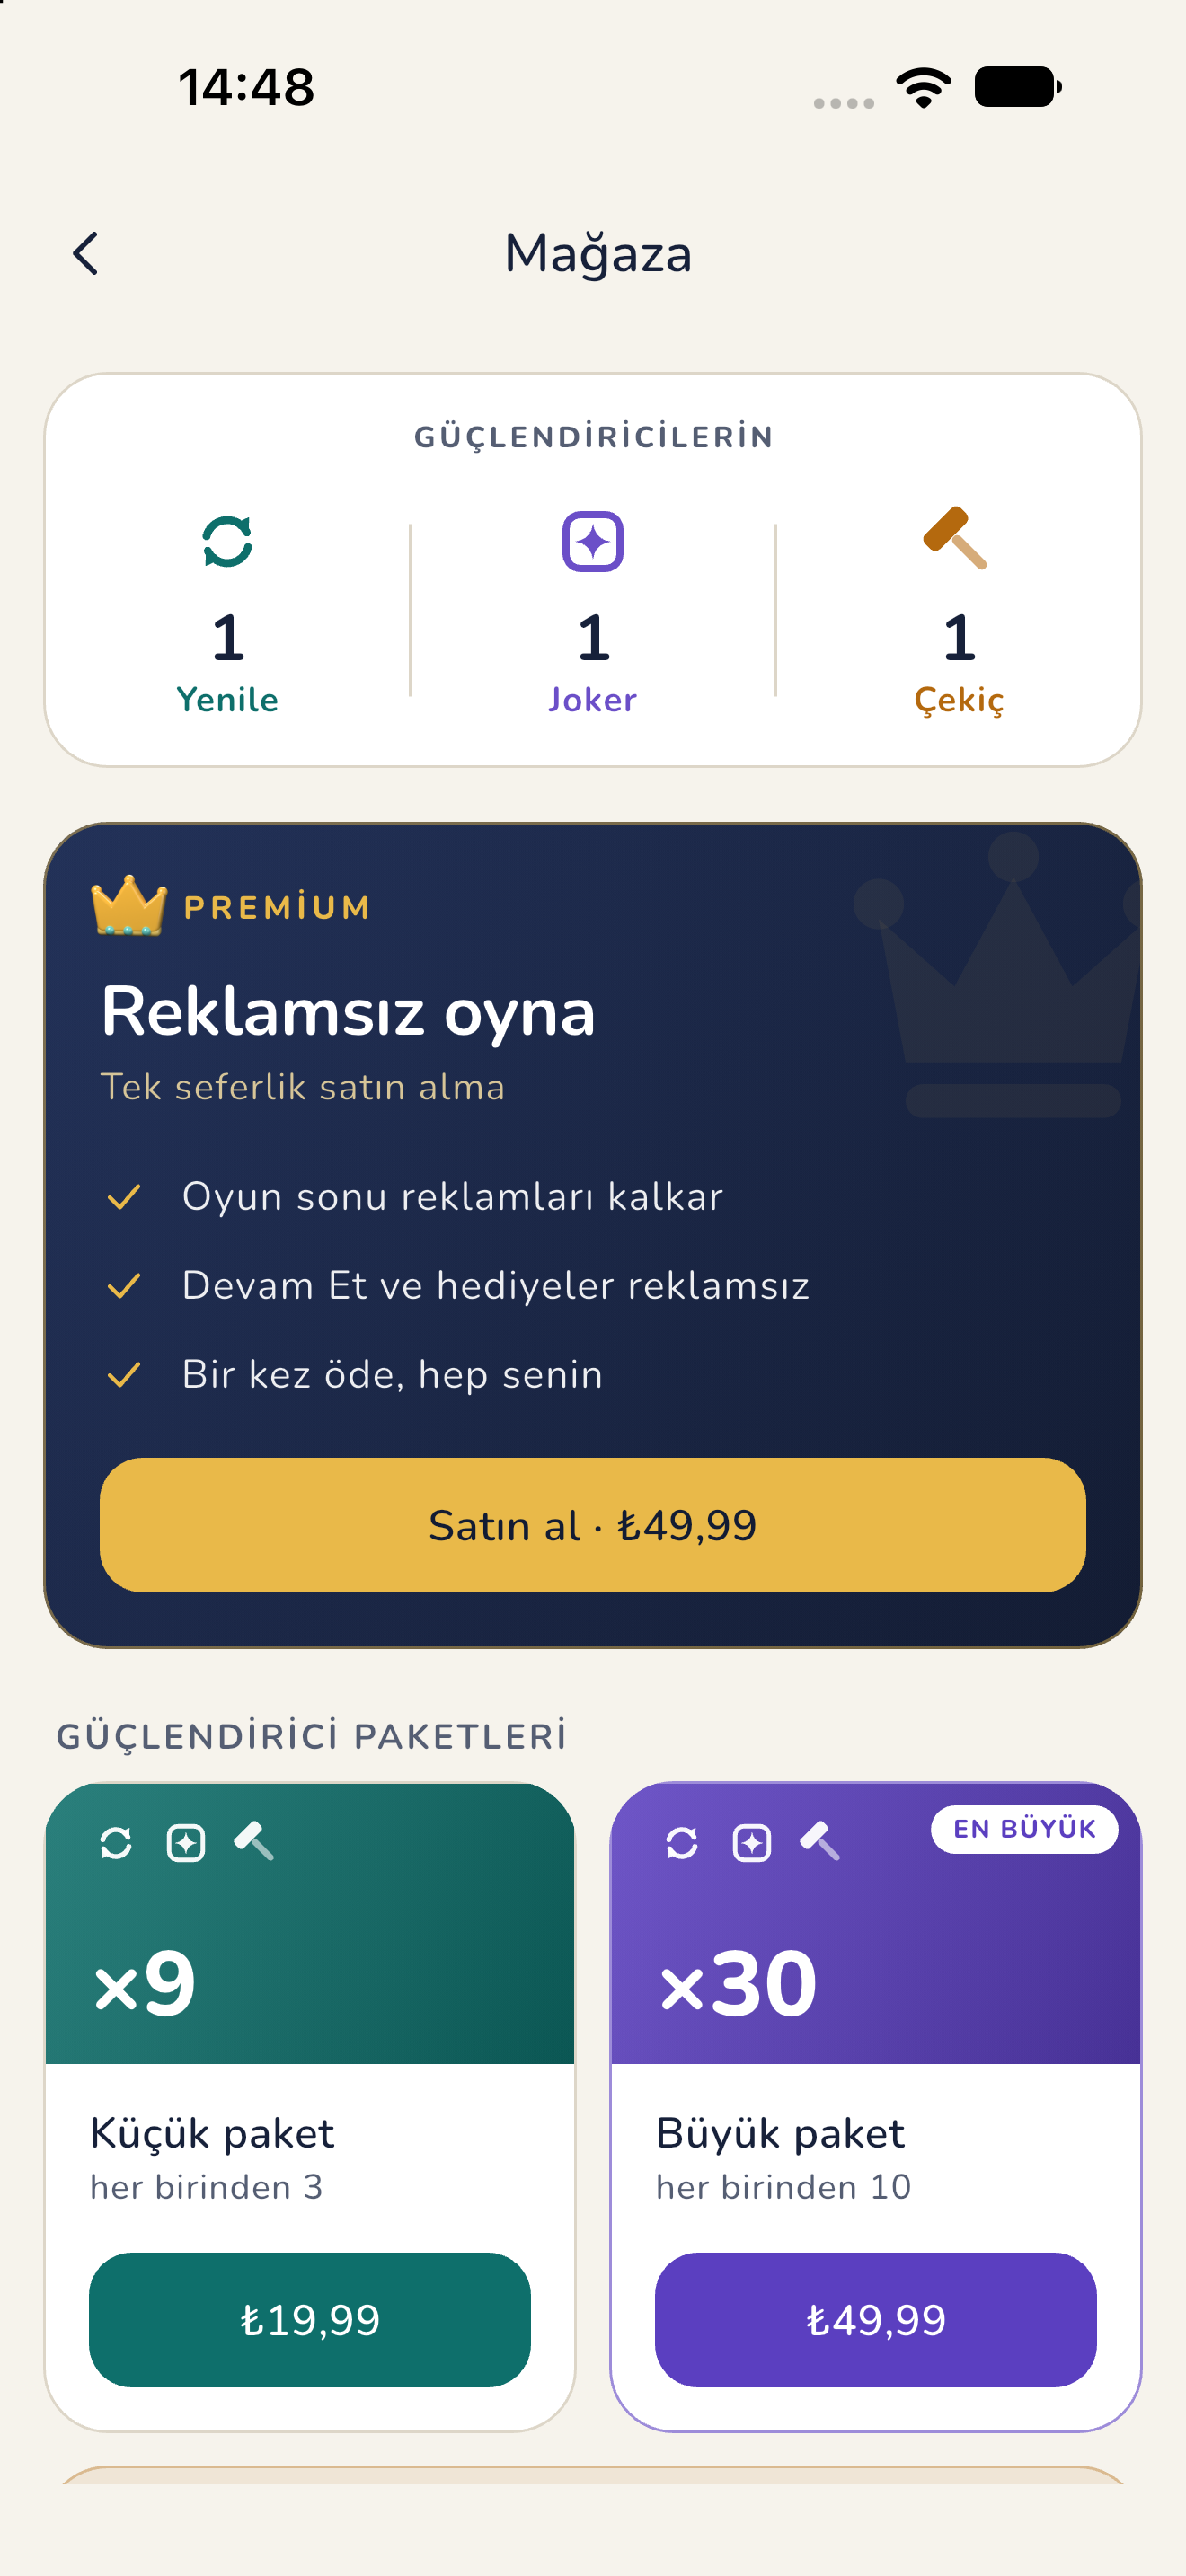 14:48
Mağaza
GÜÇLENDİRİCİLERİN
1 1 1
Yenile Joker Çekiç
PREMİUM
Reklamsız oyna
Tek seferlik satın alma
Oyun sonu reklamları kalkar
Devam Et ve hediyeler reklamsız
Bir kez öde, hep senin
Satın al · ₺49,99
GÜÇLENDİRİCİ PAKETLERİ
×9
Küçük paket
her birinden 3
₺19,99
EN BÜYÜK
×30
Büyük paket
her birinden 10
₺49,99